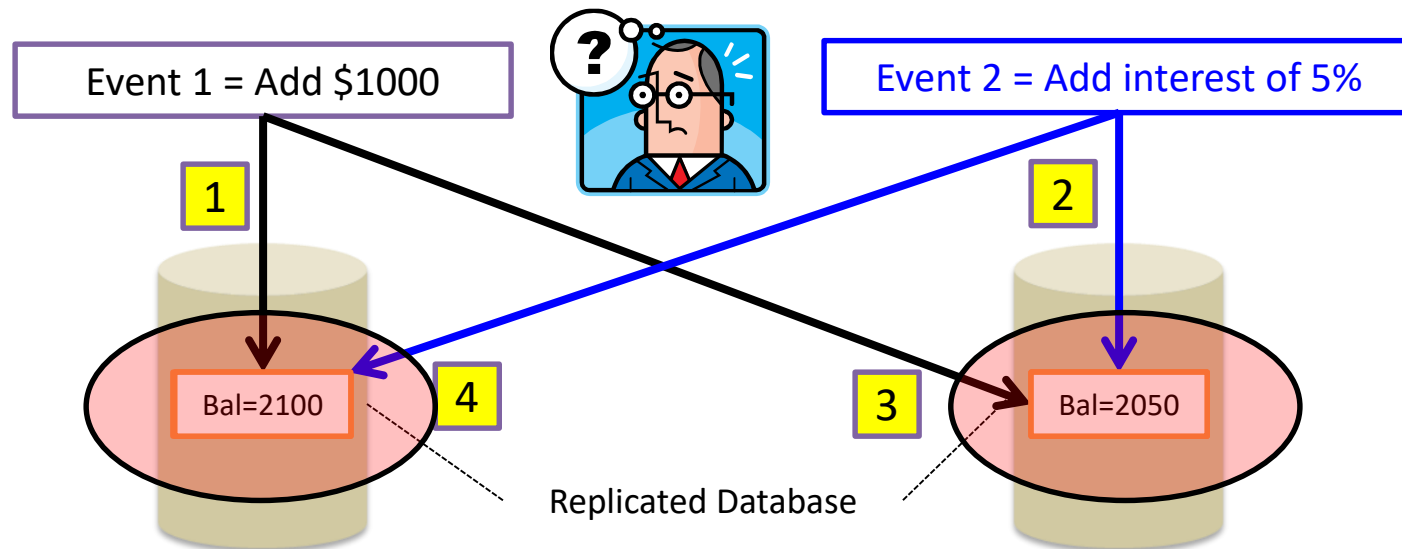 ?
Event 1 = Add $1000
Event 2 = Add interest of 5%
1
2
4
3
Bal=2100
Bal=2050
Replicated Database